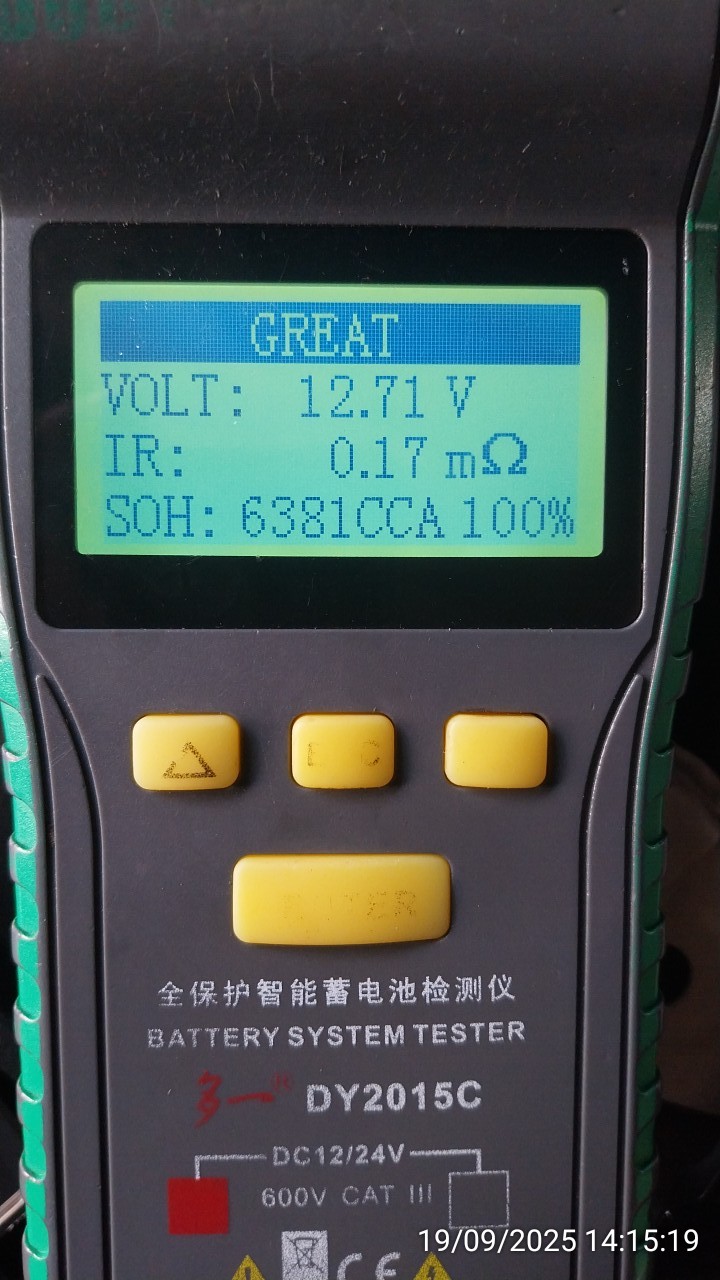 GREAT
VOLT: 12.71 V
IR: 0.17 mΩ
SOH: 6381CCA 100%
全保护智能蓄电池检测仪
BATTERY SYSTEM TESTER
多一® DY2015C
DC12/24V
600V CAT III
CE
19/09/2025 14:15:19